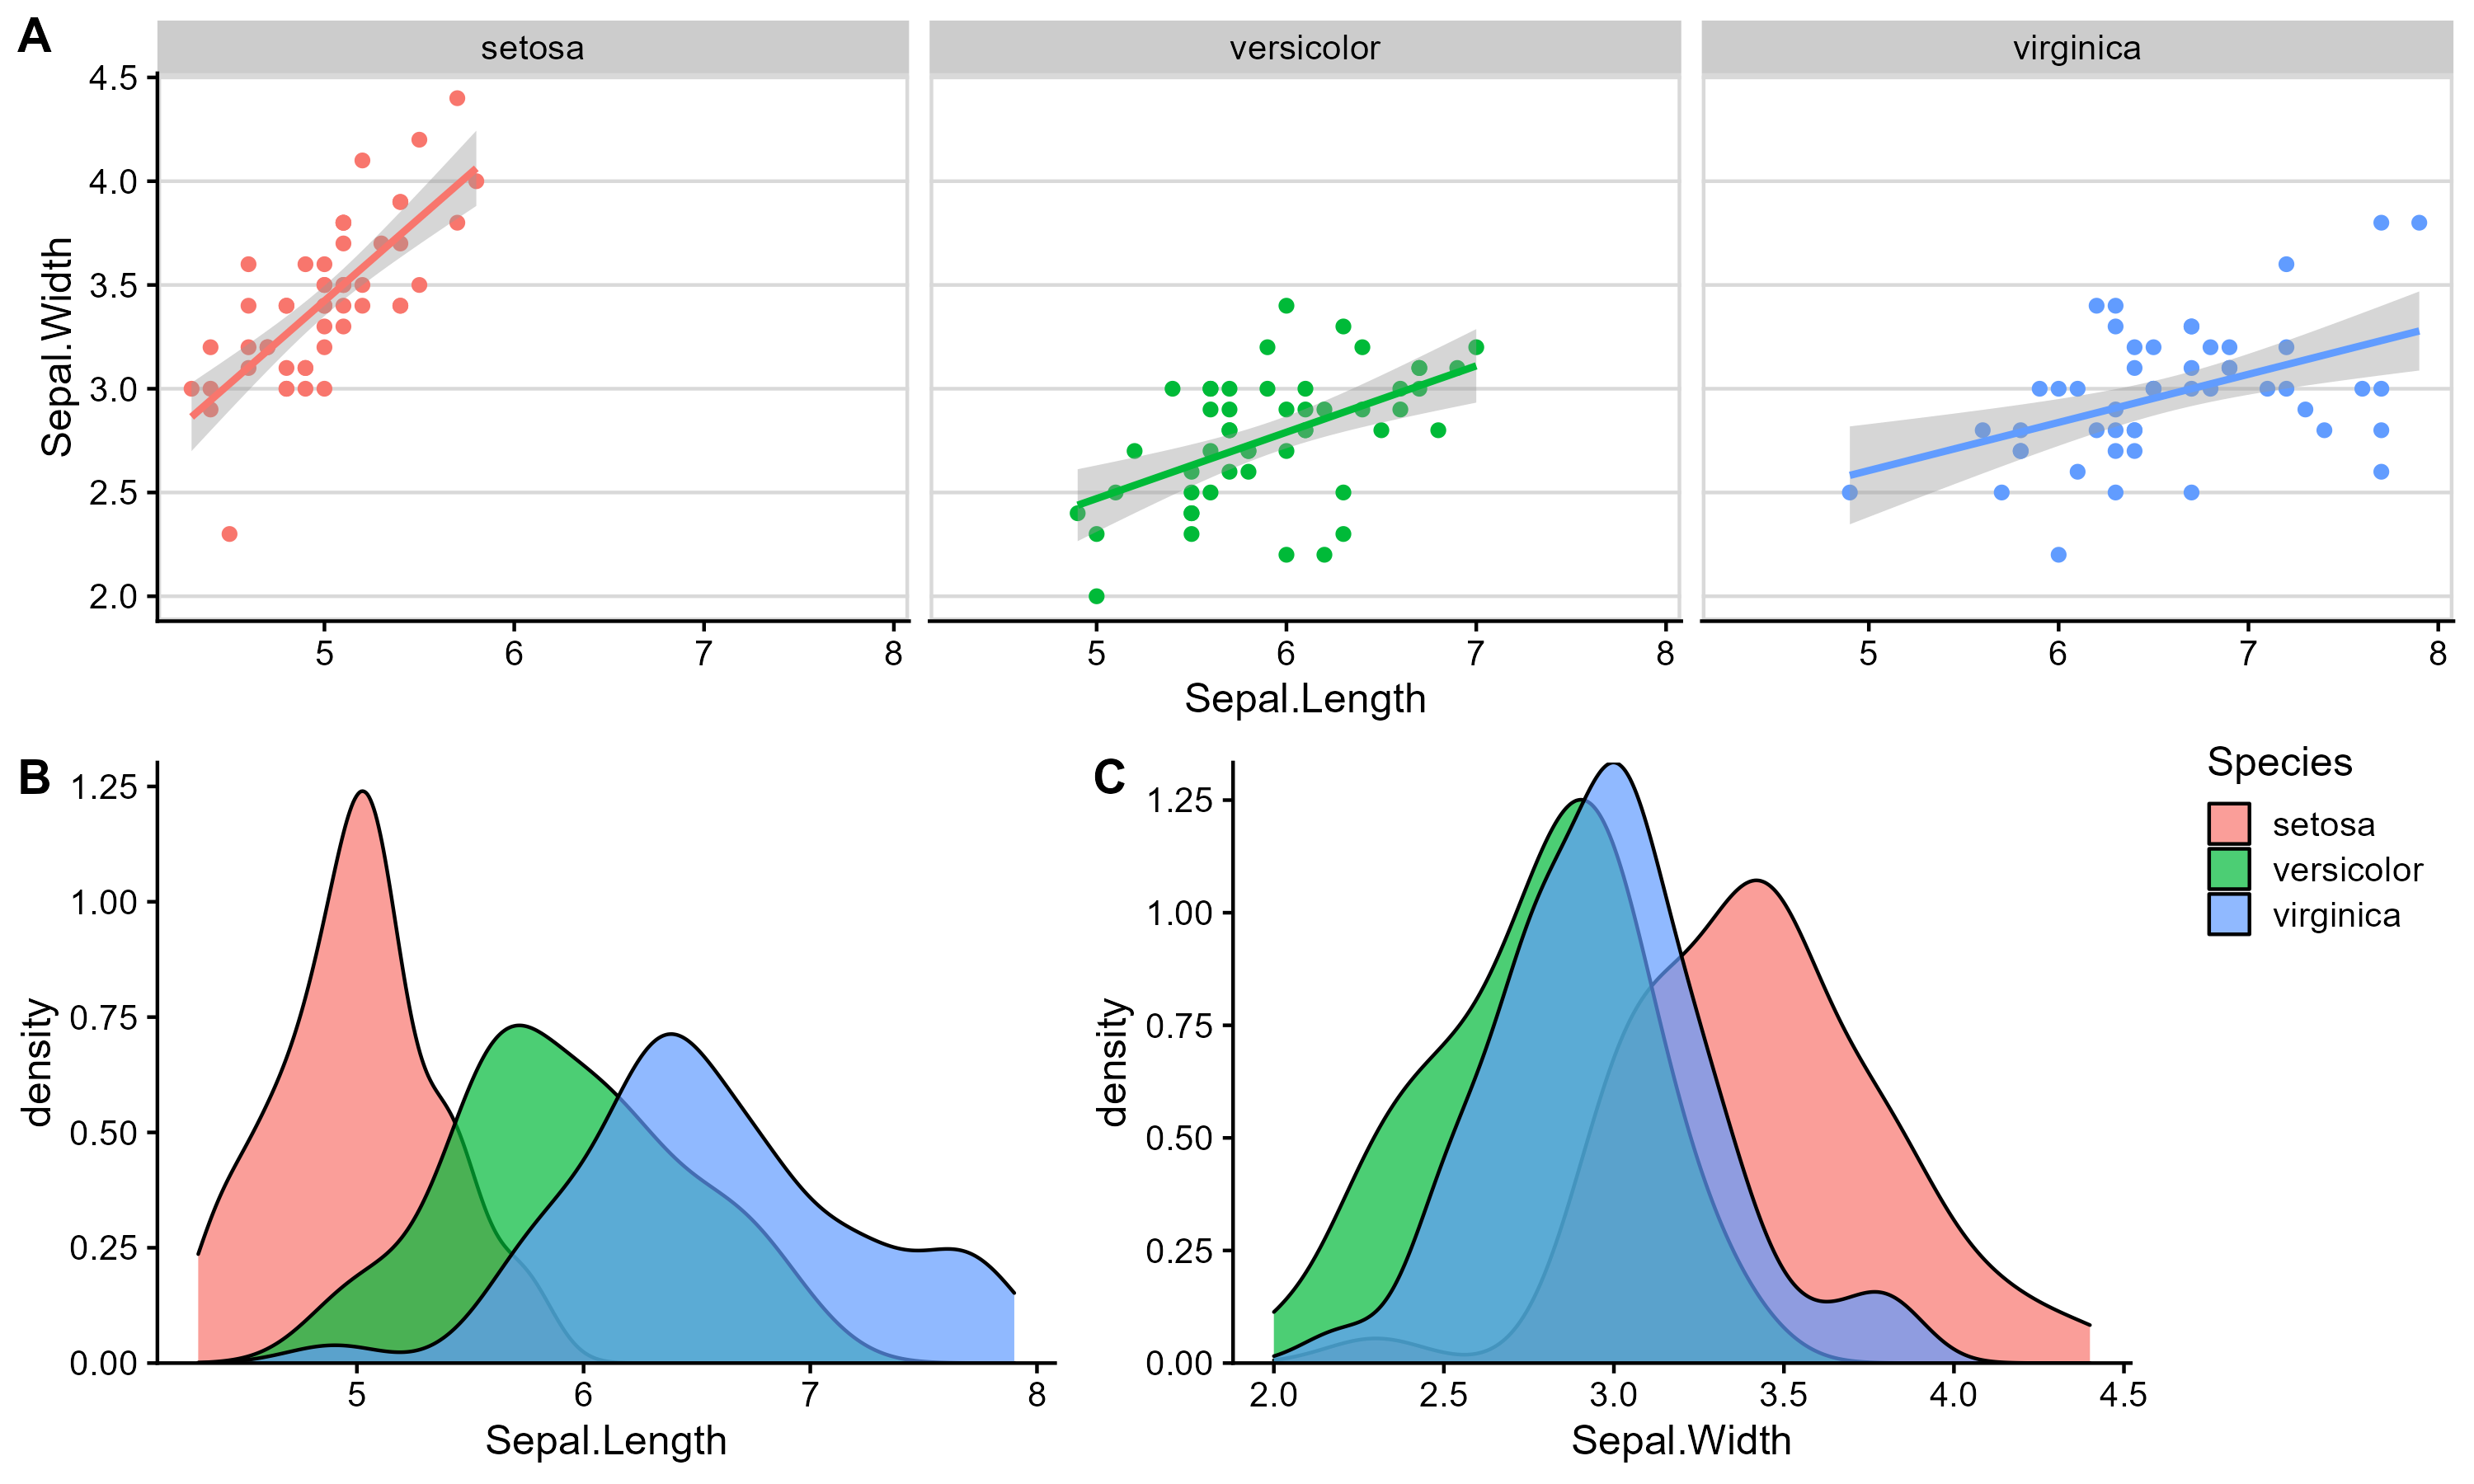 A
setosa versicolor virginica
4.5
4.0
3.5
3.0
2.5
2.0
Sepal.Width
5 6 7 8 5 6 7 8 5 6 7 8
Sepal.Length
B
1.25
1.00
0.75
0.50
0.25
0.00
density
5 6 7 8
Sepal.Length
C
1.25
1.00
0.75
0.50
0.25
0.00
density
2.0 2.5 3.0 3.5 4.0 4.5
Sepal.Width
Species
setosa
versicolor
virginica